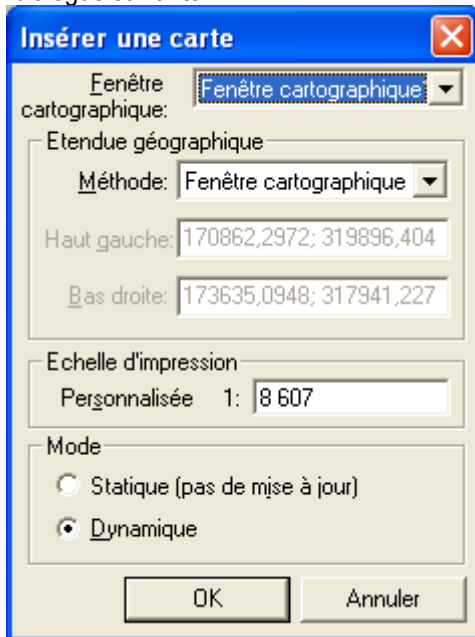 Insérer une carte
Fenêtre cartographique: Fenêtre cartographique
Etendue géographique
Méthode: Fenêtre cartographique
Haut gauche: 170862,2972; 319896,404
Bas droite: 173635,0948; 317941,227
Echelle d'impression
Personnalisée 1: 8 607
Mode
Statique (pas de mise à jour)
Dynamique
OK Annuler